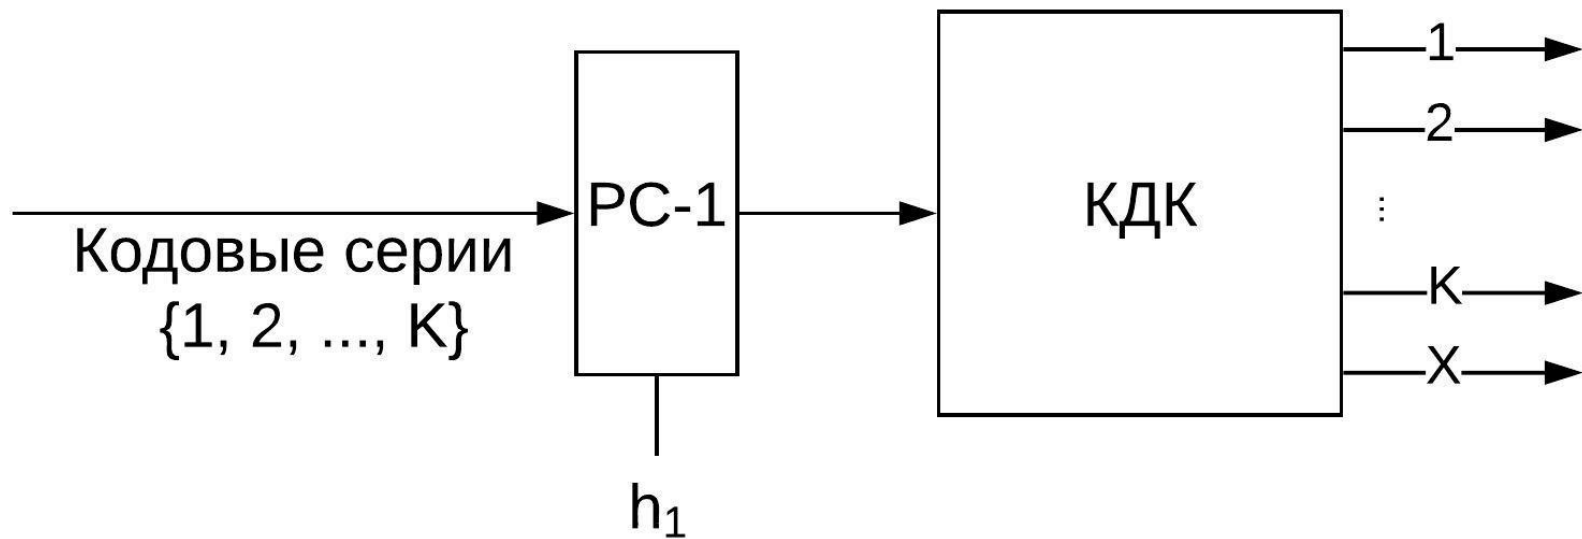 Кодовые серии
{1, 2, ..., K}
РС-1
h₁
КДК
1
2
...
K
X